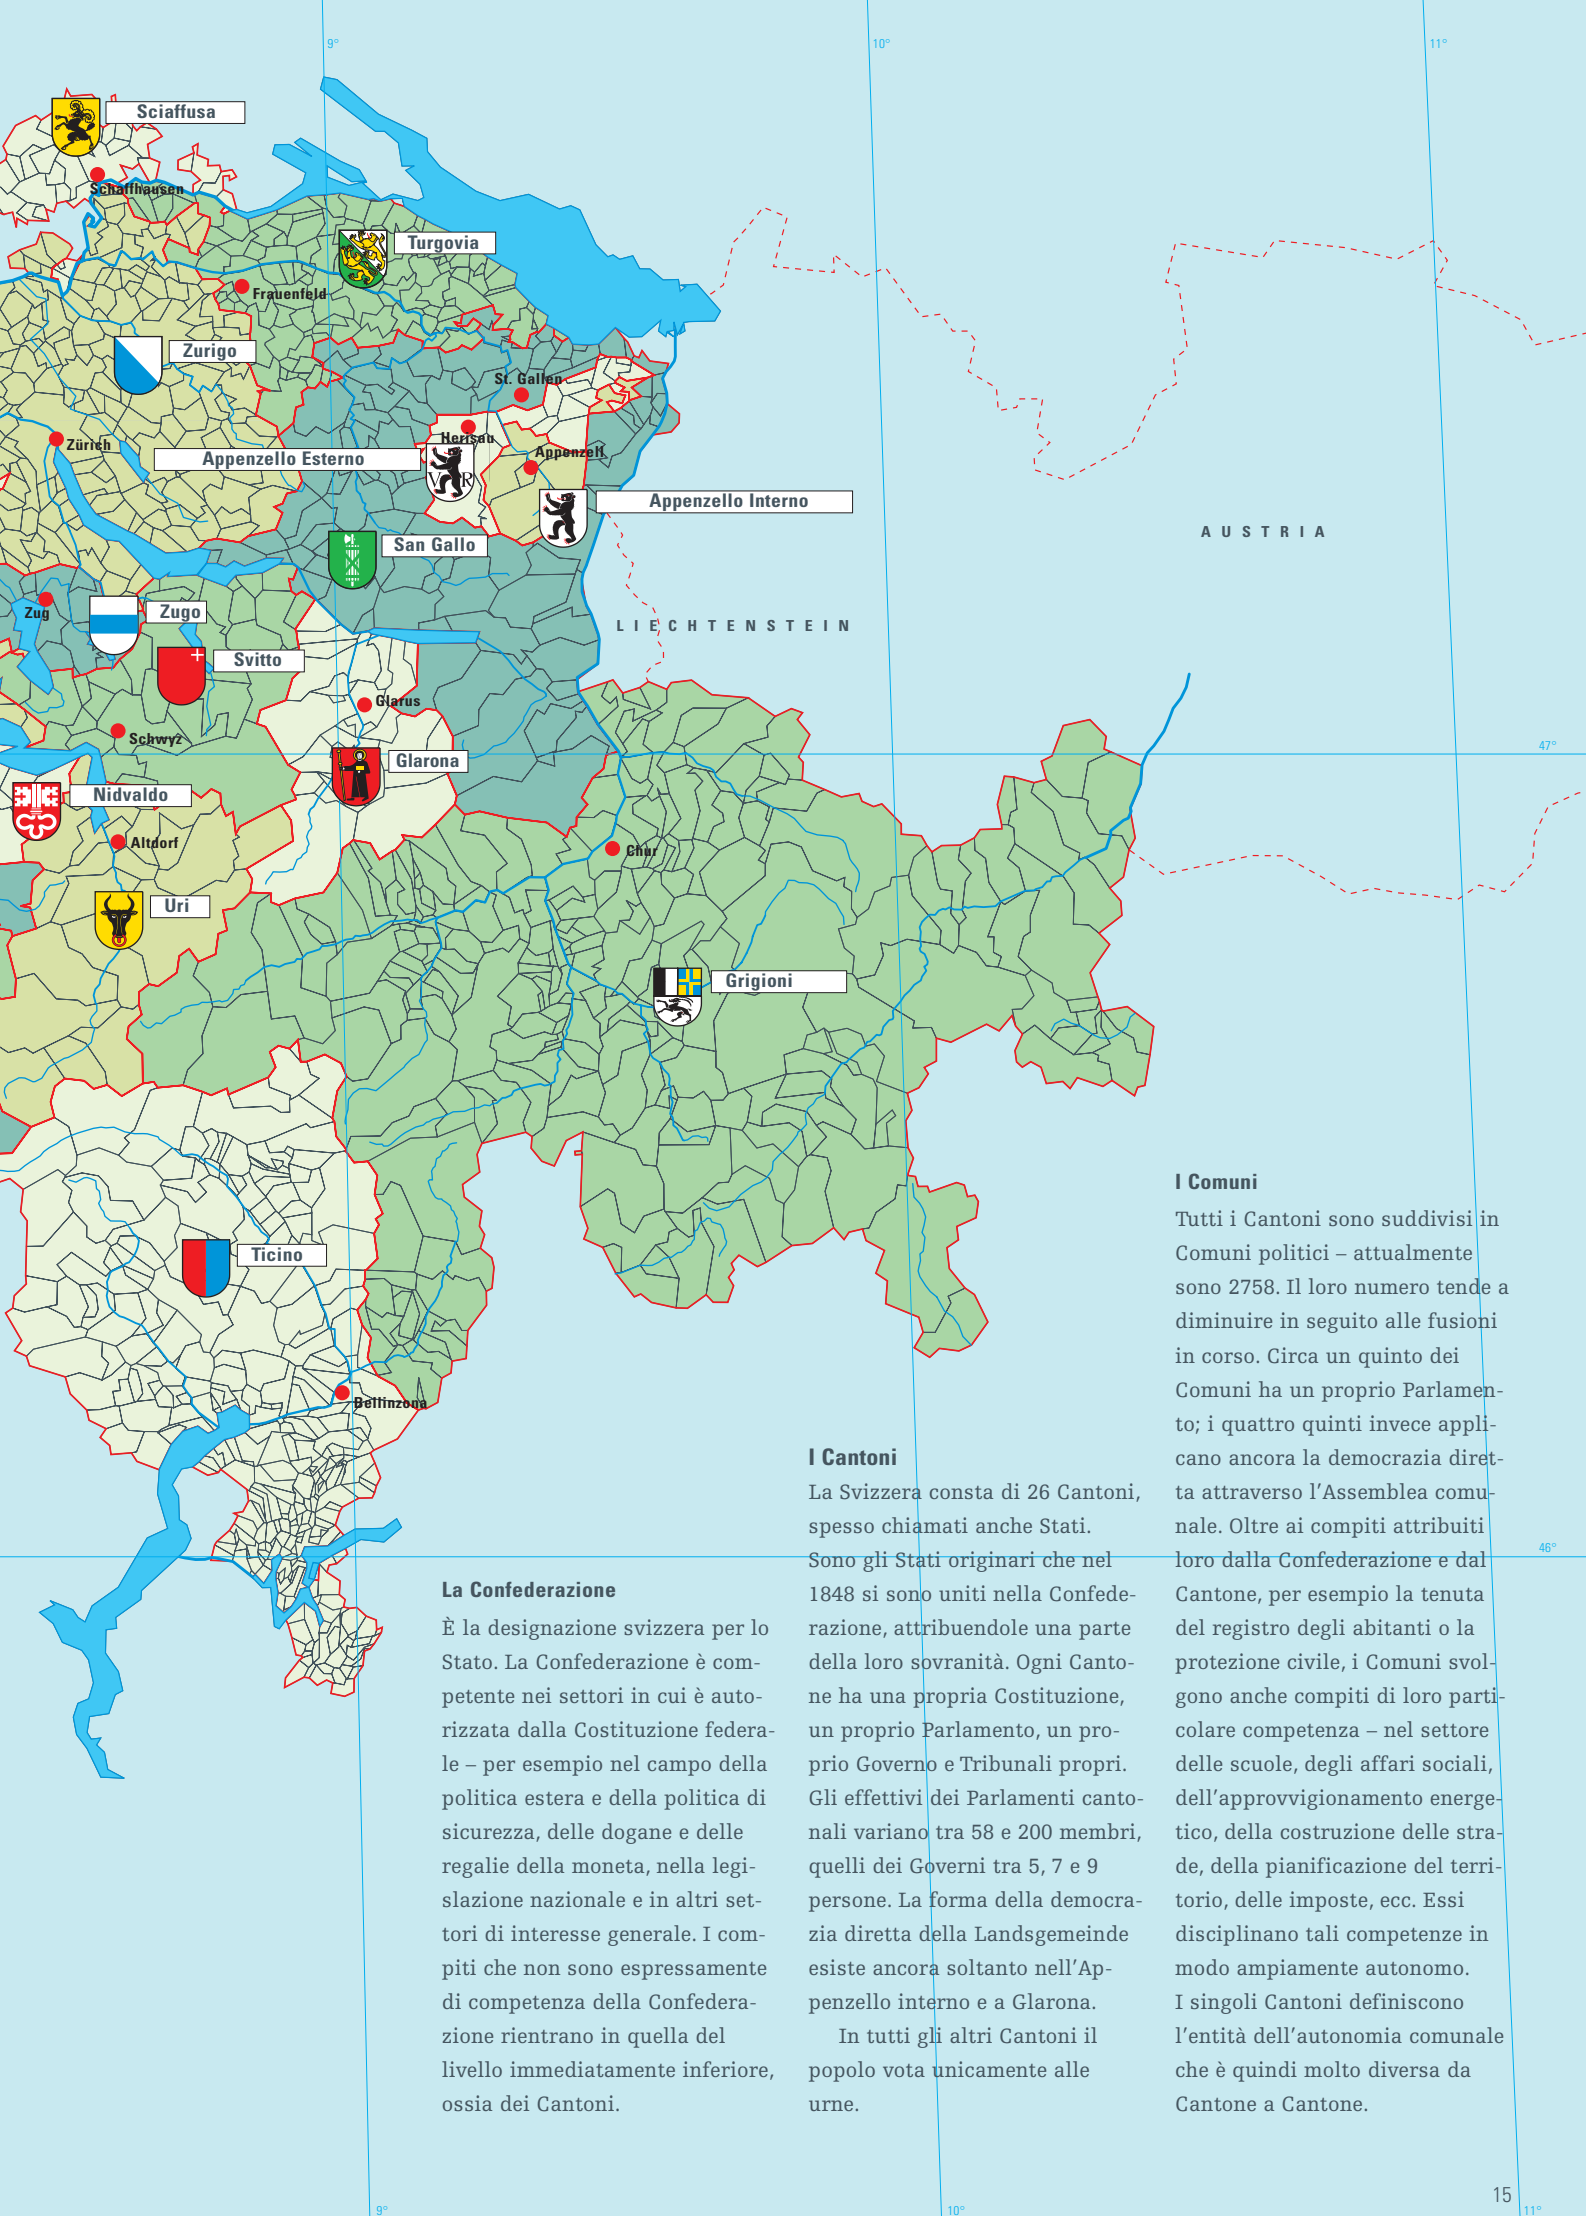 9°
10°
11°
Sciaffusa
Schaffhausen
Turgovia
Frauenfeld
Zurigo
St. Gallen
Herisau
Zürich
Appenzell
Appenzello Esterno
VR
Appenzello Interno
AUSTRIA
San Gallo
Zug
Zugo
LIECHTENSTEIN
Svitto
Glarus
Schwyz
47°
Glarona
Nidvaldo
Altdorf
Chur
Uri
Grigioni
Ticino
Bellinzona
46°
La Confederazione
È la designazione svizzera per lo
Stato. La Confederazione è com-
petente nei settori in cui è auto-
rizzata dalla Costituzione federa-
le – per esempio nel campo della
politica estera e della politica di
sicurezza, delle dogane e delle
regalie della moneta, nella legi-
slazione nazionale e in altri set-
tori di interesse generale. I com-
piti che non sono espressamente
di competenza della Confedera-
zione rientrano in quella del
livello immediatamente inferiore,
ossia dei Cantoni.
I Cantoni
La Svizzera consta di 26 Cantoni,
spesso chiamati anche Stati.
Sono gli Stati originari che nel
1848 si sono uniti nella Confede-
razione, attribuendole una parte
della loro sovranità. Ogni Canto-
ne ha una propria Costituzione,
un proprio Parlamento, un pro-
prio Governo e Tribunali propri.
Gli effettivi dei Parlamenti canto-
nali variano tra 58 e 200 membri,
quelli dei Governi tra 5, 7 e 9
persone. La forma della democra-
zia diretta della Landsgemeinde
esiste ancora soltanto nell'Ap-
penzello interno e a Glarona.
In tutti gli altri Cantoni il
popolo vota unicamente alle
urne.
I Comuni
Tutti i Cantoni sono suddivisi in
Comuni politici – attualmente
sono 2758. Il loro numero tende a
diminuire in seguito alle fusioni
in corso. Circa un quinto dei
Comuni ha un proprio Parlamen-
to; i quattro quinti invece appli-
cano ancora la democrazia diret-
ta attraverso l'Assemblea comu-
nale. Oltre ai compiti attribuiti
loro dalla Confederazione e dal
Cantone, per esempio la tenuta
del registro degli abitanti o la
protezione civile, i Comuni svol-
gono anche compiti di loro parti-
colare competenza – nel settore
delle scuole, degli affari sociali,
dell'approvvigionamento energe-
tico, della costruzione delle stra-
de, della pianificazione del terri-
torio, delle imposte, ecc. Essi
disciplinano tali competenze in
modo ampiamente autonomo.
I singoli Cantoni definiscono
l'entità dell'autonomia comunale
che è quindi molto diversa da
Cantone a Cantone.
15
9°
10°
11°